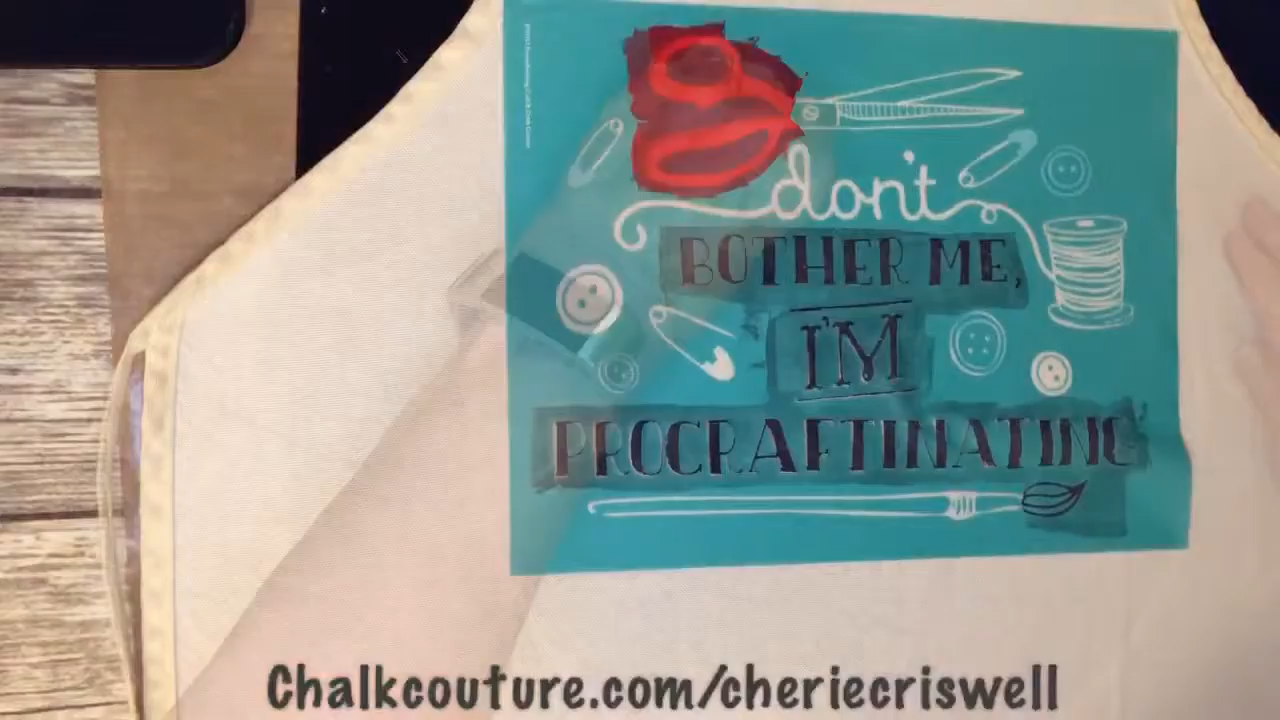 don't
BOTHER ME,
I'M
PROCRAFTINATING
Chalkcouture.com/cheriecriswell